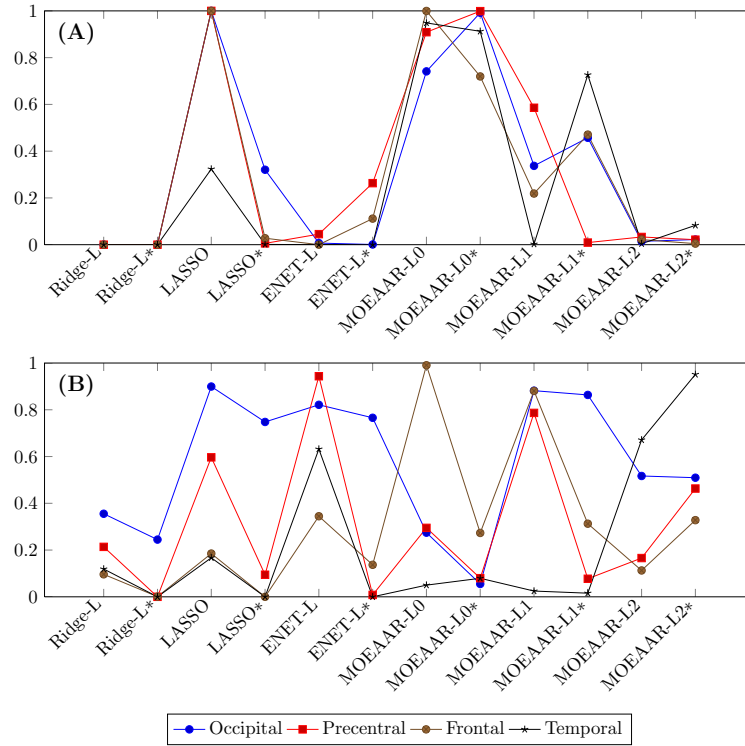 (A)
1
0.8
0.6
0.4
0.2
0
Ridge-L
Ridge-L*
LASSO
LASSO*
ENET-L
ENET-L*
MOEAAR-L0
MOEAAR-L0*
MOEAAR-L1
MOEAAR-L1*
MOEAAR-L2
MOEAAR-L2*
(B)
1
0.8
0.6
0.4
0.2
0
Ridge-L
Ridge-L*
LASSO
LASSO*
ENET-L
ENET-L*
MOEAAR-L0
MOEAAR-L0*
MOEAAR-L1
MOEAAR-L1*
MOEAAR-L2
MOEAAR-L2*
Occipital Precentral Frontal Temporal